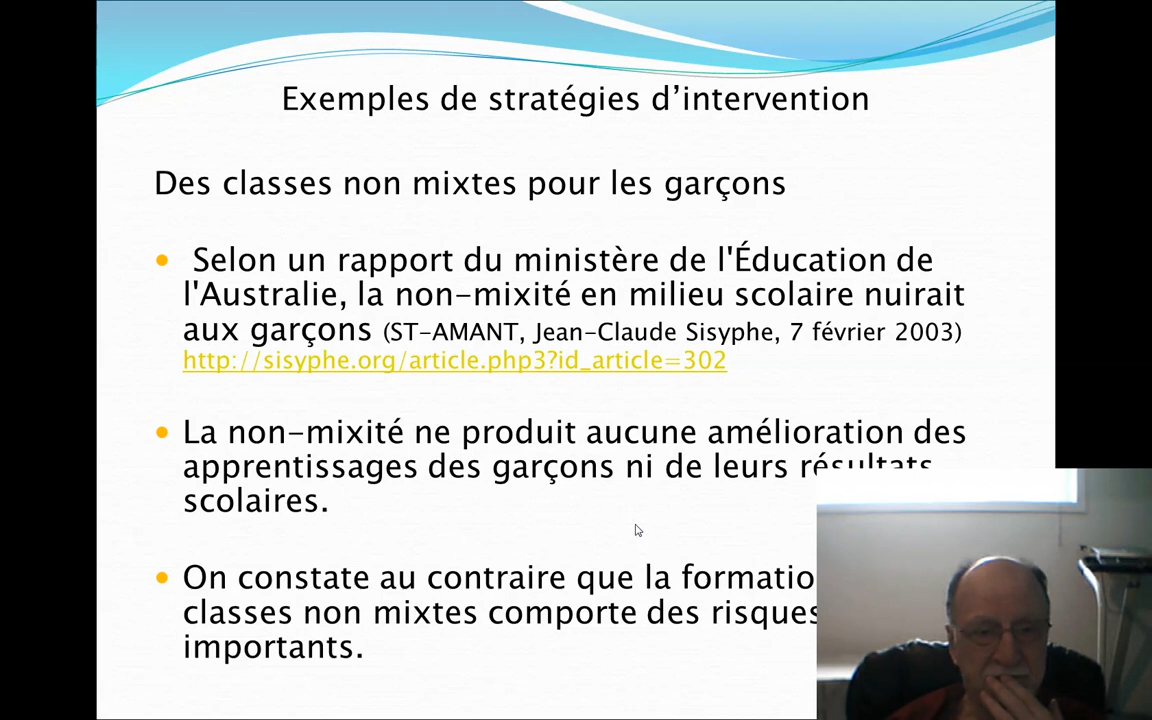 Exemples de stratégies d’intervention
Des classes non mixtes pour les garçons
• Selon un rapport du ministère de l'Éducation de
l'Australie, la non-mixité en milieu scolaire nuirait
aux garçons (ST-AMANT, Jean-Claude Sisyphe, 7 février 2003)
http://sisyphe.org/article.php3?id_article=302
• La non-mixité ne produit aucune amélioration des
apprentissages des garçons ni de leurs résultats
scolaires.
• On constate au contraire que la formatio
classes non mixtes comporte des risques
importants.